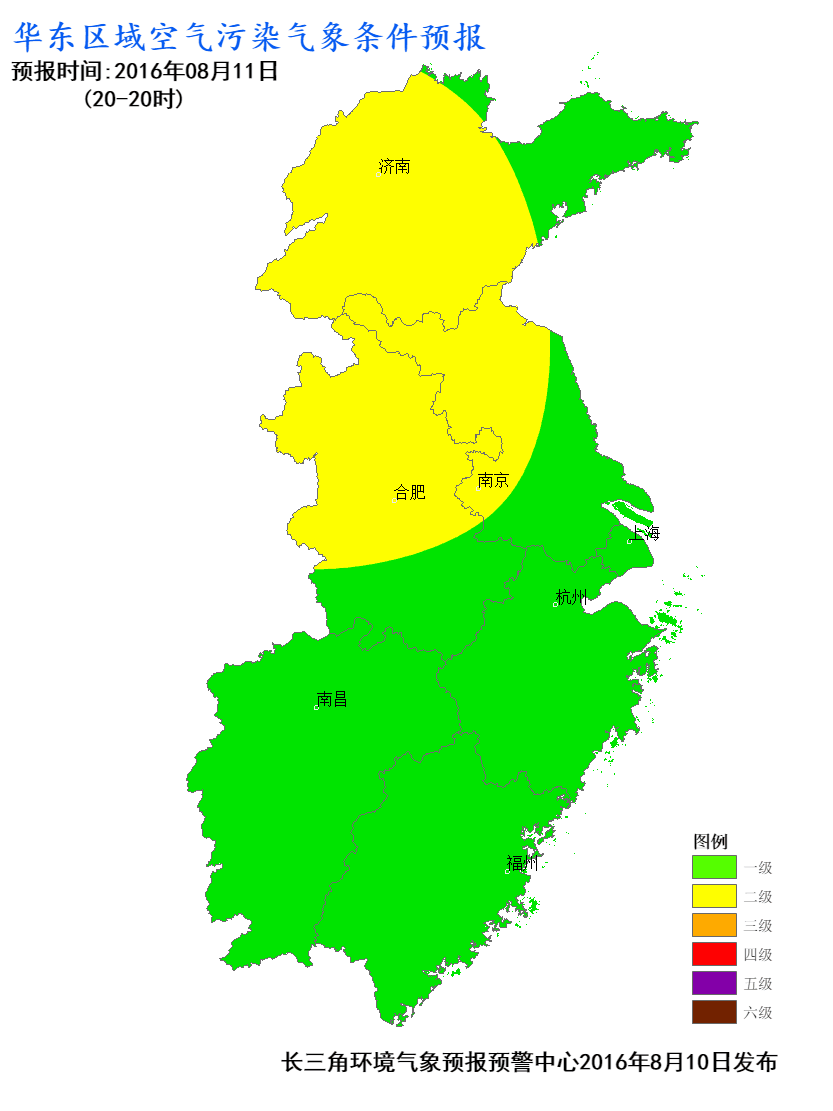 华东区域空气污染气象条件预报
预报时间:2016年08月11日
(20-20时)
济南
南京
合肥
上海
杭州
南昌
福州
图例
一级
二级
三级
四级
五级
六级
长三角环境气象预报预警中心2016年8月10日发布